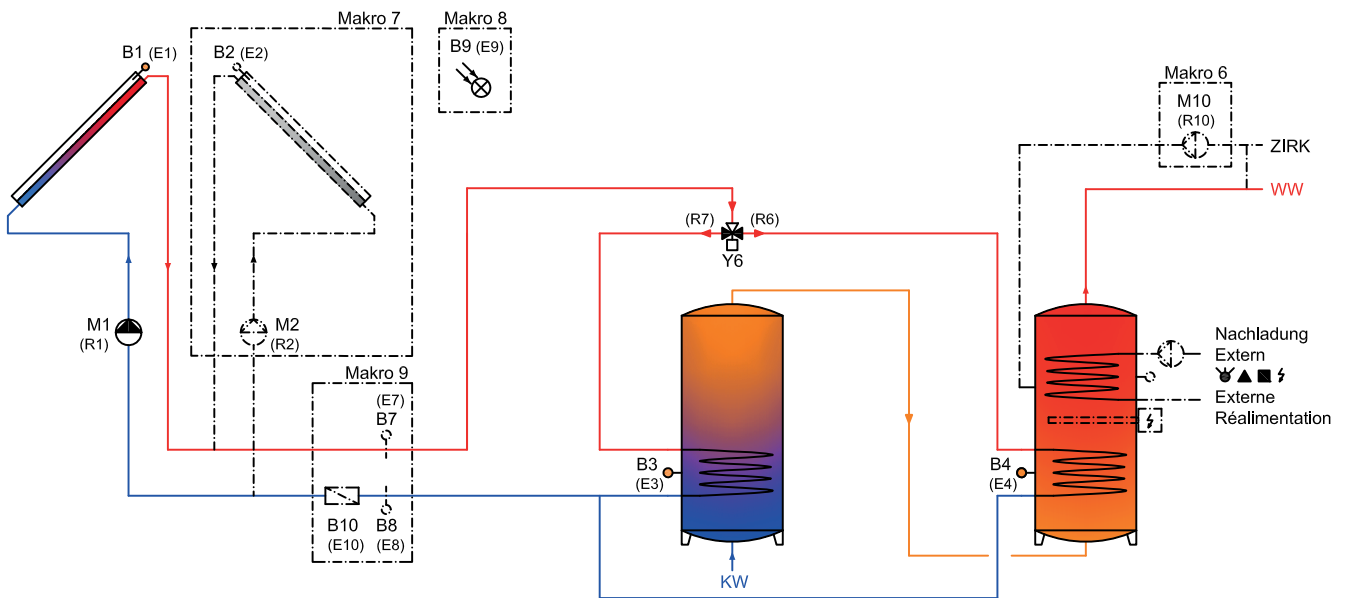 Makro 7
Makro 8
B1 (E1)
B2 (E2)
B9 (E9)
Makro 6
M10
(R10)
ZIRK
WW
(R7)
(R6)
Y6
M1
(R1)
M2
(R2)
Nachladung
Extern
Externe
Réalimentation
Makro 9
(E7)
B7
B3
(E3)
B4
(E4)
B10
(E10)
B8
(E8)
KW